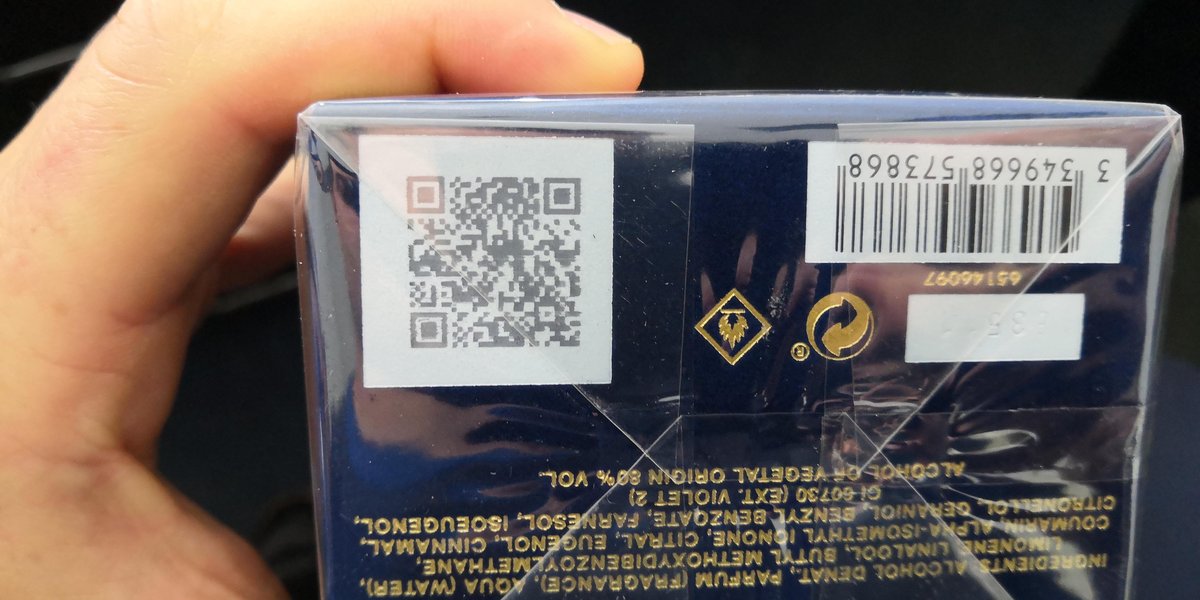 INGREDIENTS: ALCOHOL DENAT., PARFUM (FRAGRANCE), AQUA (WATER),
LIMONENE, LINALOOL, BUTYL METHOXYDIBENZOYLMETHANE,
COUMARIN, ALPHA-ISOMETHYL IONONE, CITRAL, EUGENOL, CINNAMAL,
CITRONELLOL, GERANIOL, BENZYL BENZOATE, FARNESOL, ISOEUGENOL,
CI 60730 (EXT. VIOLET 2)
ALCOHOL OF VEGETAL ORIGIN 80% VOL.
®
65146097
3 349668 573868